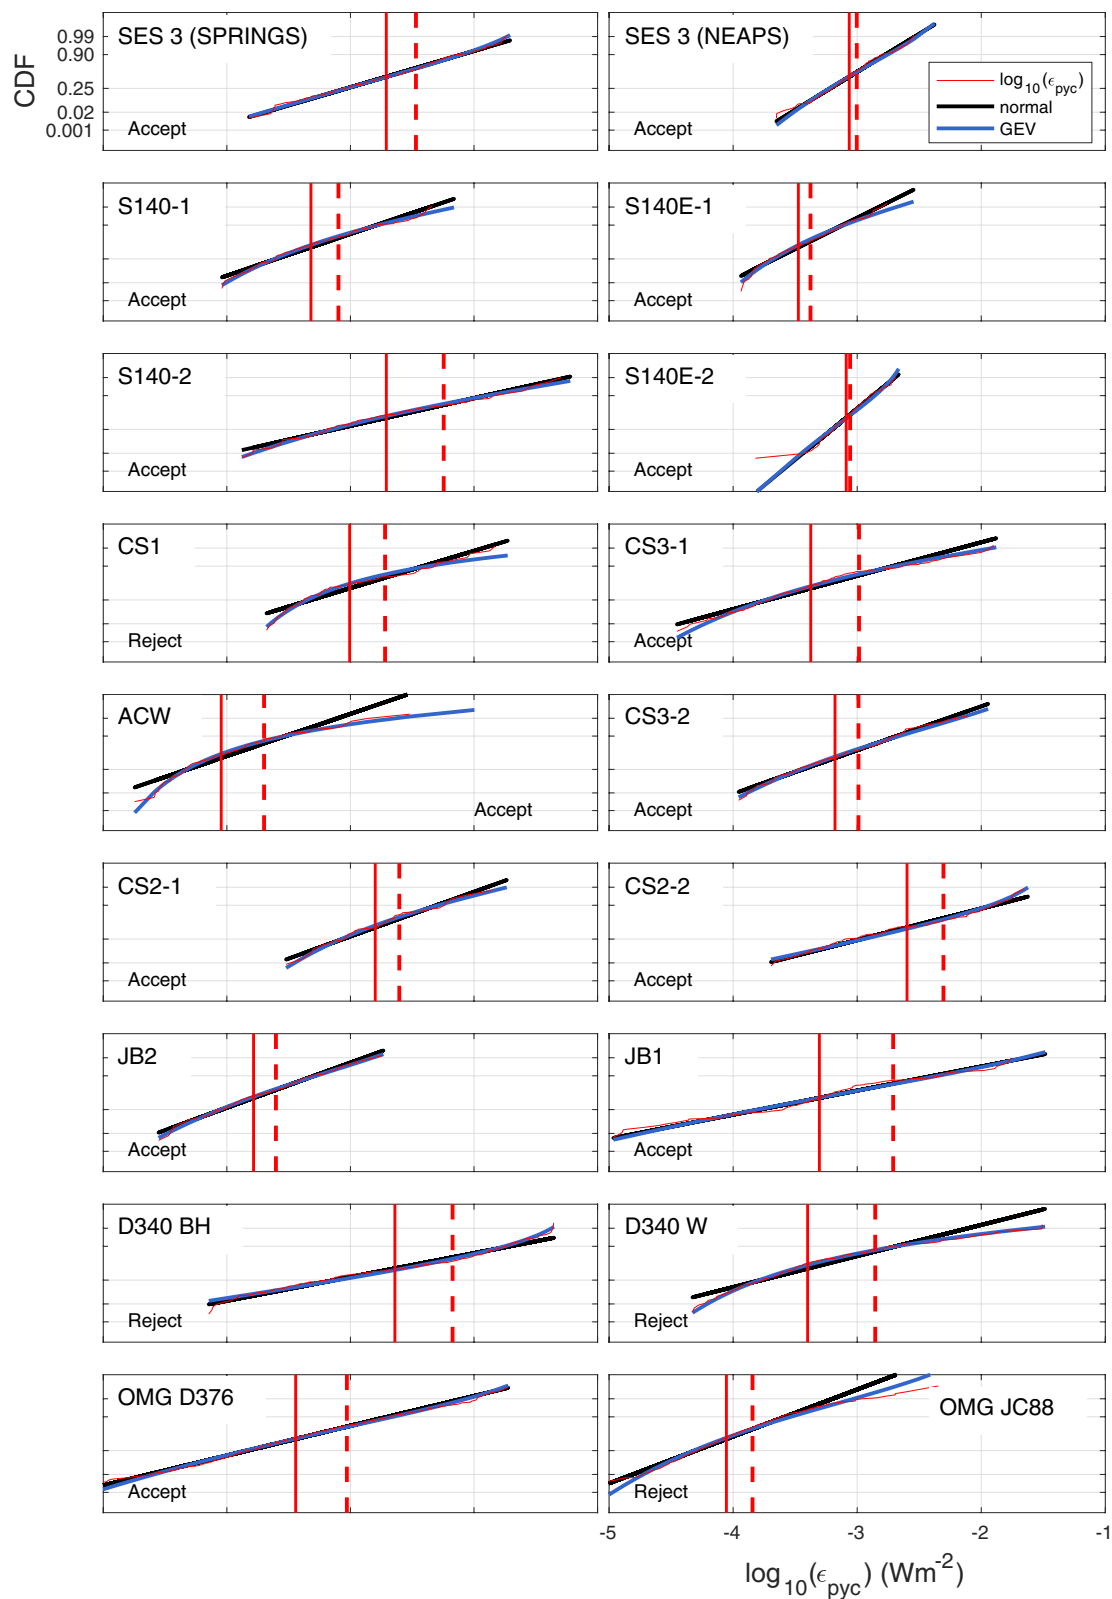 SES 3 (SPRINGS)
SES 3 (NEAPS)
CDF
0.99
0.90
0.25
0.02
0.001
log10(ϵpyc)
normal
GEV
Accept
Accept
S140-1
S140E-1
Accept
Accept
S140-2
S140E-2
Accept
Accept
CS1
CS3-1
Reject
Accept
ACW
CS3-2
Accept
Accept
CS2-1
CS2-2
Accept
Accept
JB2
JB1
Accept
Accept
D340 BH
D340 W
Reject
Reject
OMG D376
OMG JC88
Accept
Reject
-5 -4 -3 -2 -1
log10(ϵpyc) (Wm-2)